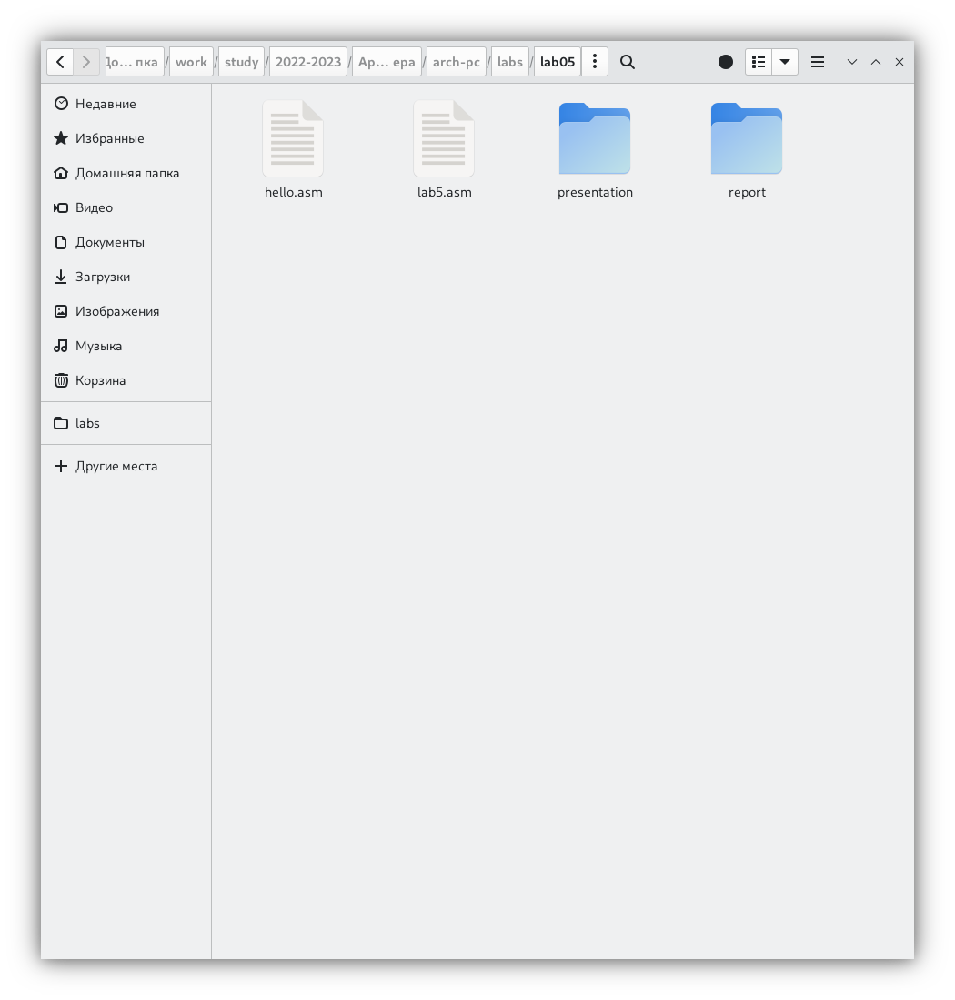 До... пка / work / study / 2022-2023 / Ар... ера / arch-pc / labs / lab05
Недавние
Избранные
Домашняя папка
Видео
Документы
Загрузки
Изображения
Музыка
Корзина
labs
Другие места
hello.asm
lab5.asm
presentation
report